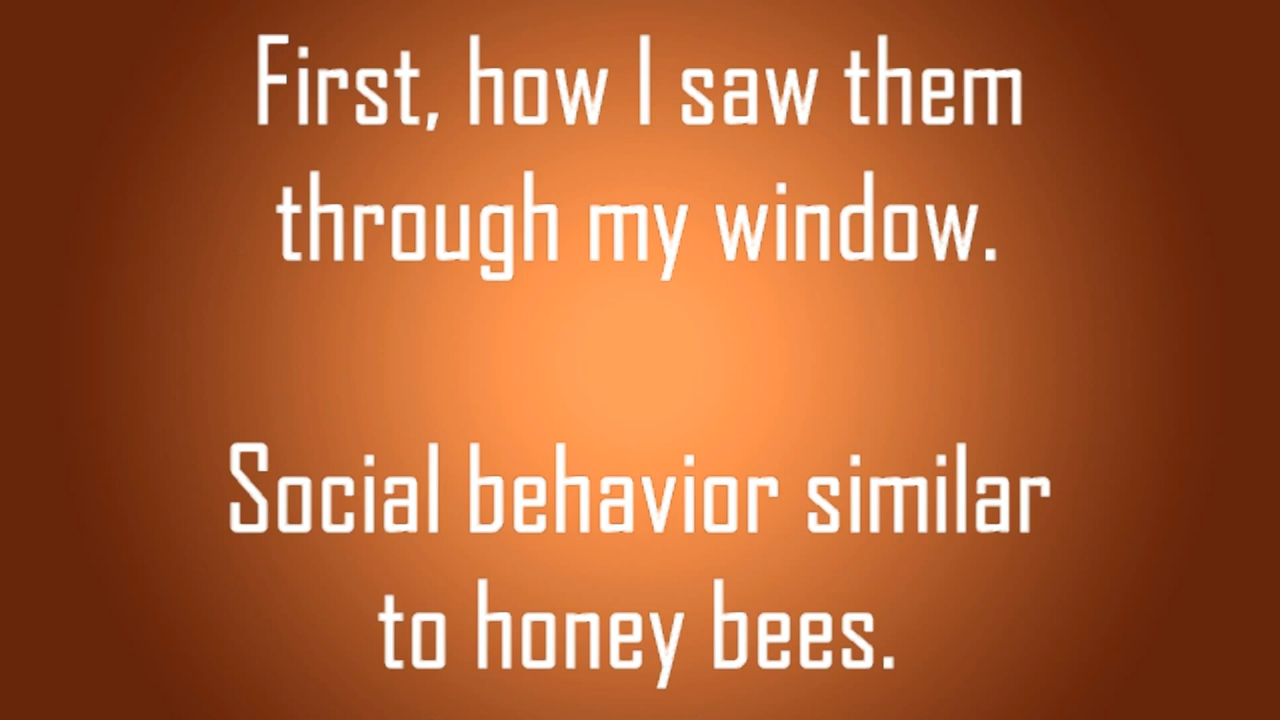 First, how I saw them
through my window.
Social behavior similar
to honey bees.